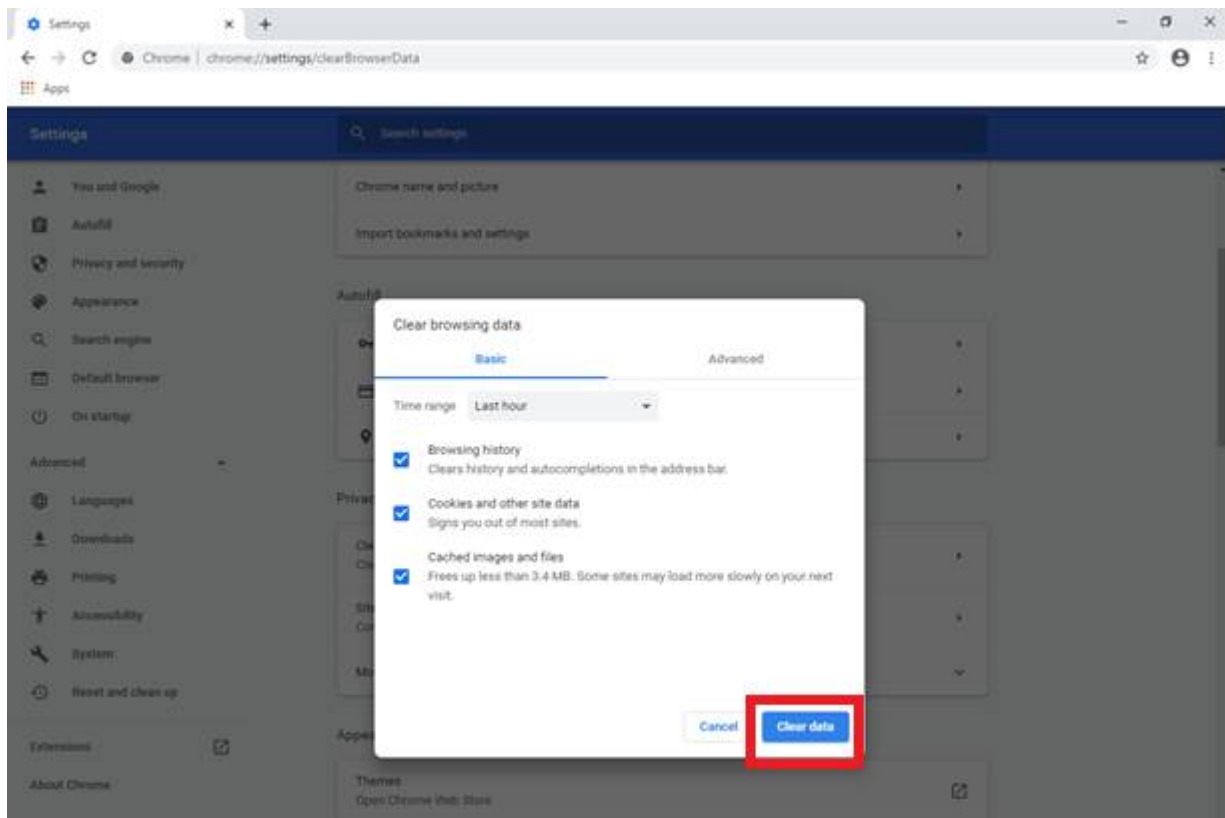 Settings
Chrome | chrome://settings/clearBrowserData
Apps
Settings
Search settings
You and Google
Autofill
Privacy and security
Appearance
Search engine
Default browser
On startup
Advanced
Languages
Downloads
Printing
Accessibility
System
Reset and clean up
Extensions
About Chrome
Chrome name and picture
Import bookmarks and settings
Autofill
Clear browsing data
Basic
Advanced
Time range Last hour
Browsing history
Clears history and autocompletions in the address bar.
Cookies and other site data
Signs you out of most sites.
Cached images and files
Frees up less than 3.4 MB. Some sites may load more slowly on your next
visit.
Cancel Clear data
Themes
Open Chrome Web Store